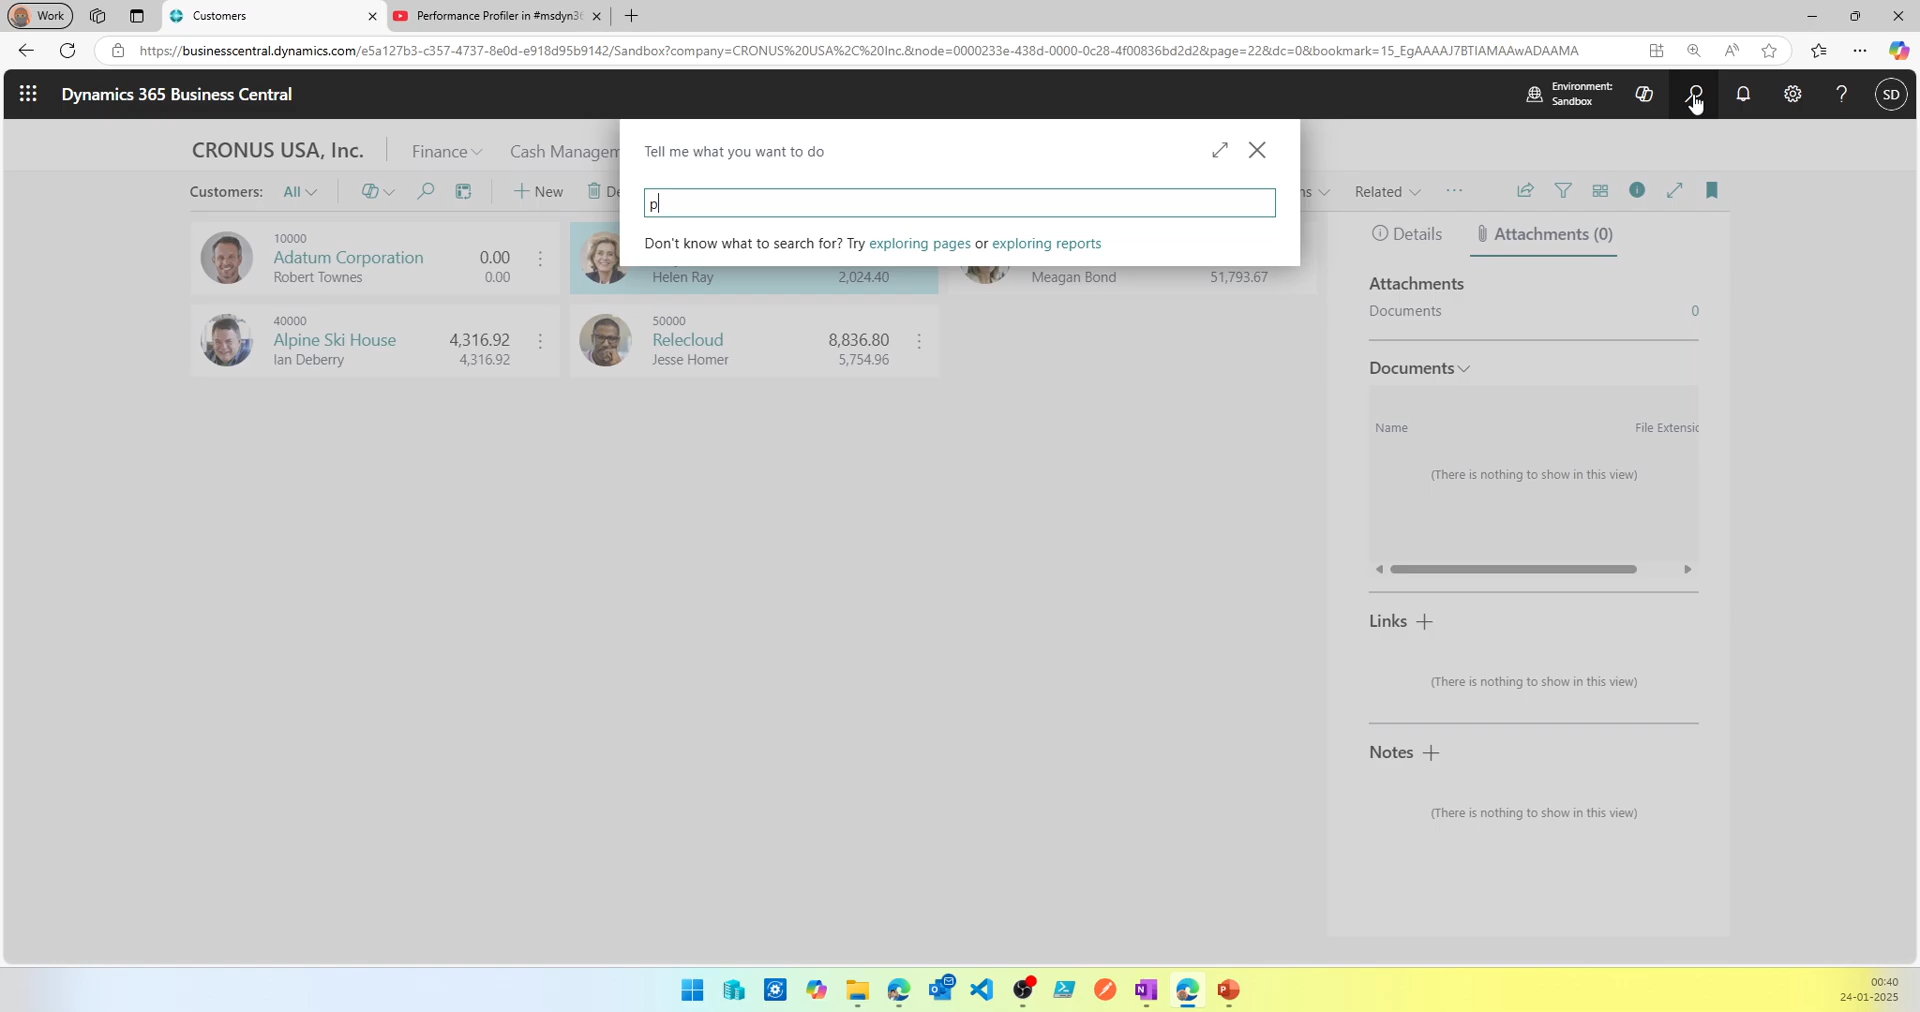 Work
Customers
Performance Profiler in #msdyn36
https://businesscentral.dynamics.com/e5a127b3-c357-4737-8e0d-e918d95b9142/Sandbox?company=CRONUS%20USA%2C%20Inc.&node=0000233e-438d-0000-0c28-4f00836bd2d2&page=22&dc=0&bookmark=15_EgAAAAJ7BTIAMAAwADAAMA
Dynamics 365 Business Central
Environment:
Sandbox
SD
CRONUS USA, Inc.
Finance
Cash Managem
Tell me what you want to do
p
Don't know what to search for? Try exploring pages or exploring reports
Customers:
All
New
De
ns
Related
10000
Adatum Corporation
0.00
Robert Townes
0.00
Helen Ray
2,024.40
Meagan Bond
51,793.67
40000
Alpine Ski House
4,316.92
Ian Deberry
4,316.92
50000
Relecloud
8,836.80
Jesse Homer
5,754.96
Details
Attachments (0)
Attachments
Documents
0
Documents
Name
File Extensic
(There is nothing to show in this view)
Links
(There is nothing to show in this view)
Notes
(There is nothing to show in this view)
00:40
24-01-2025